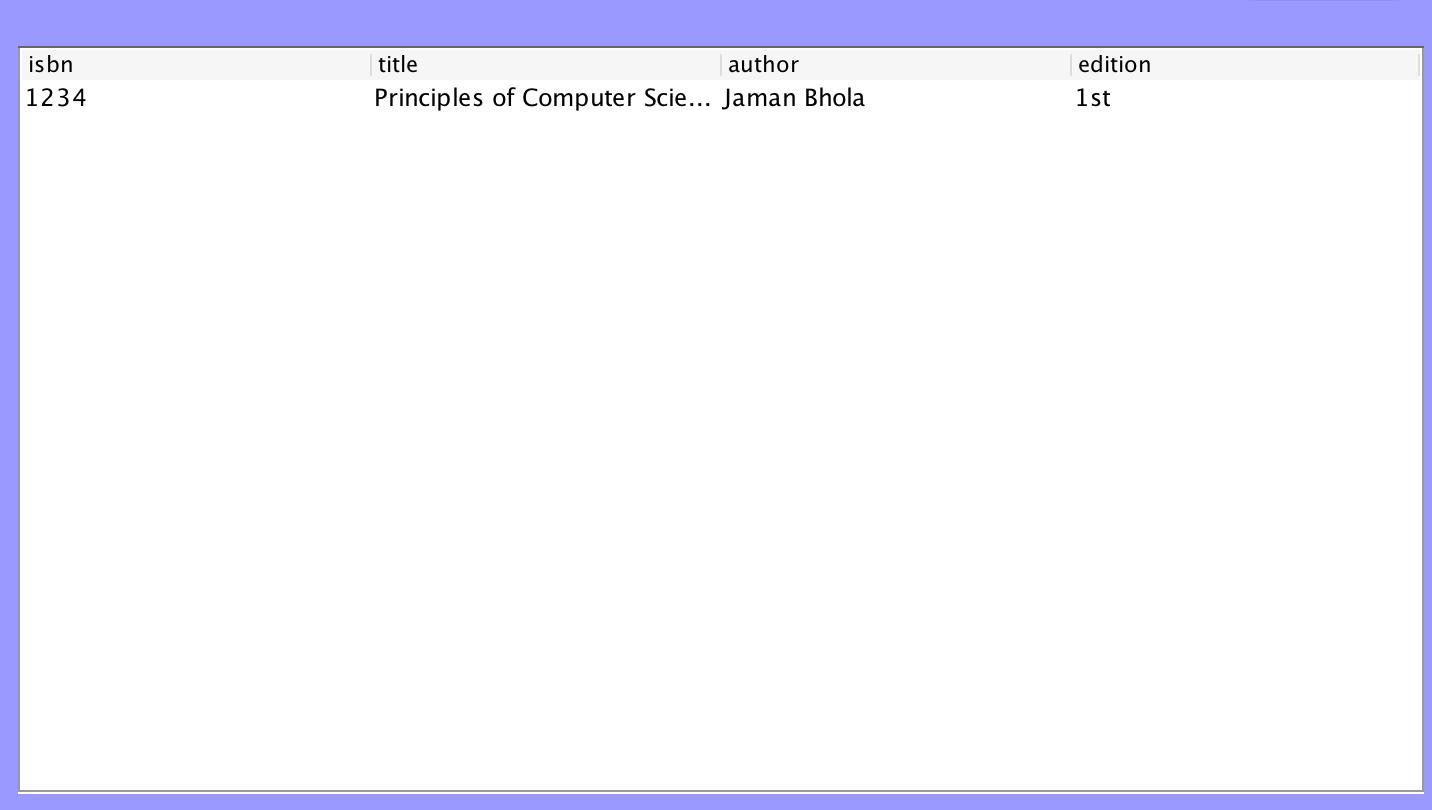 isbn title author edition
1234 Principles of Computer Scie... Jaman Bhola 1st